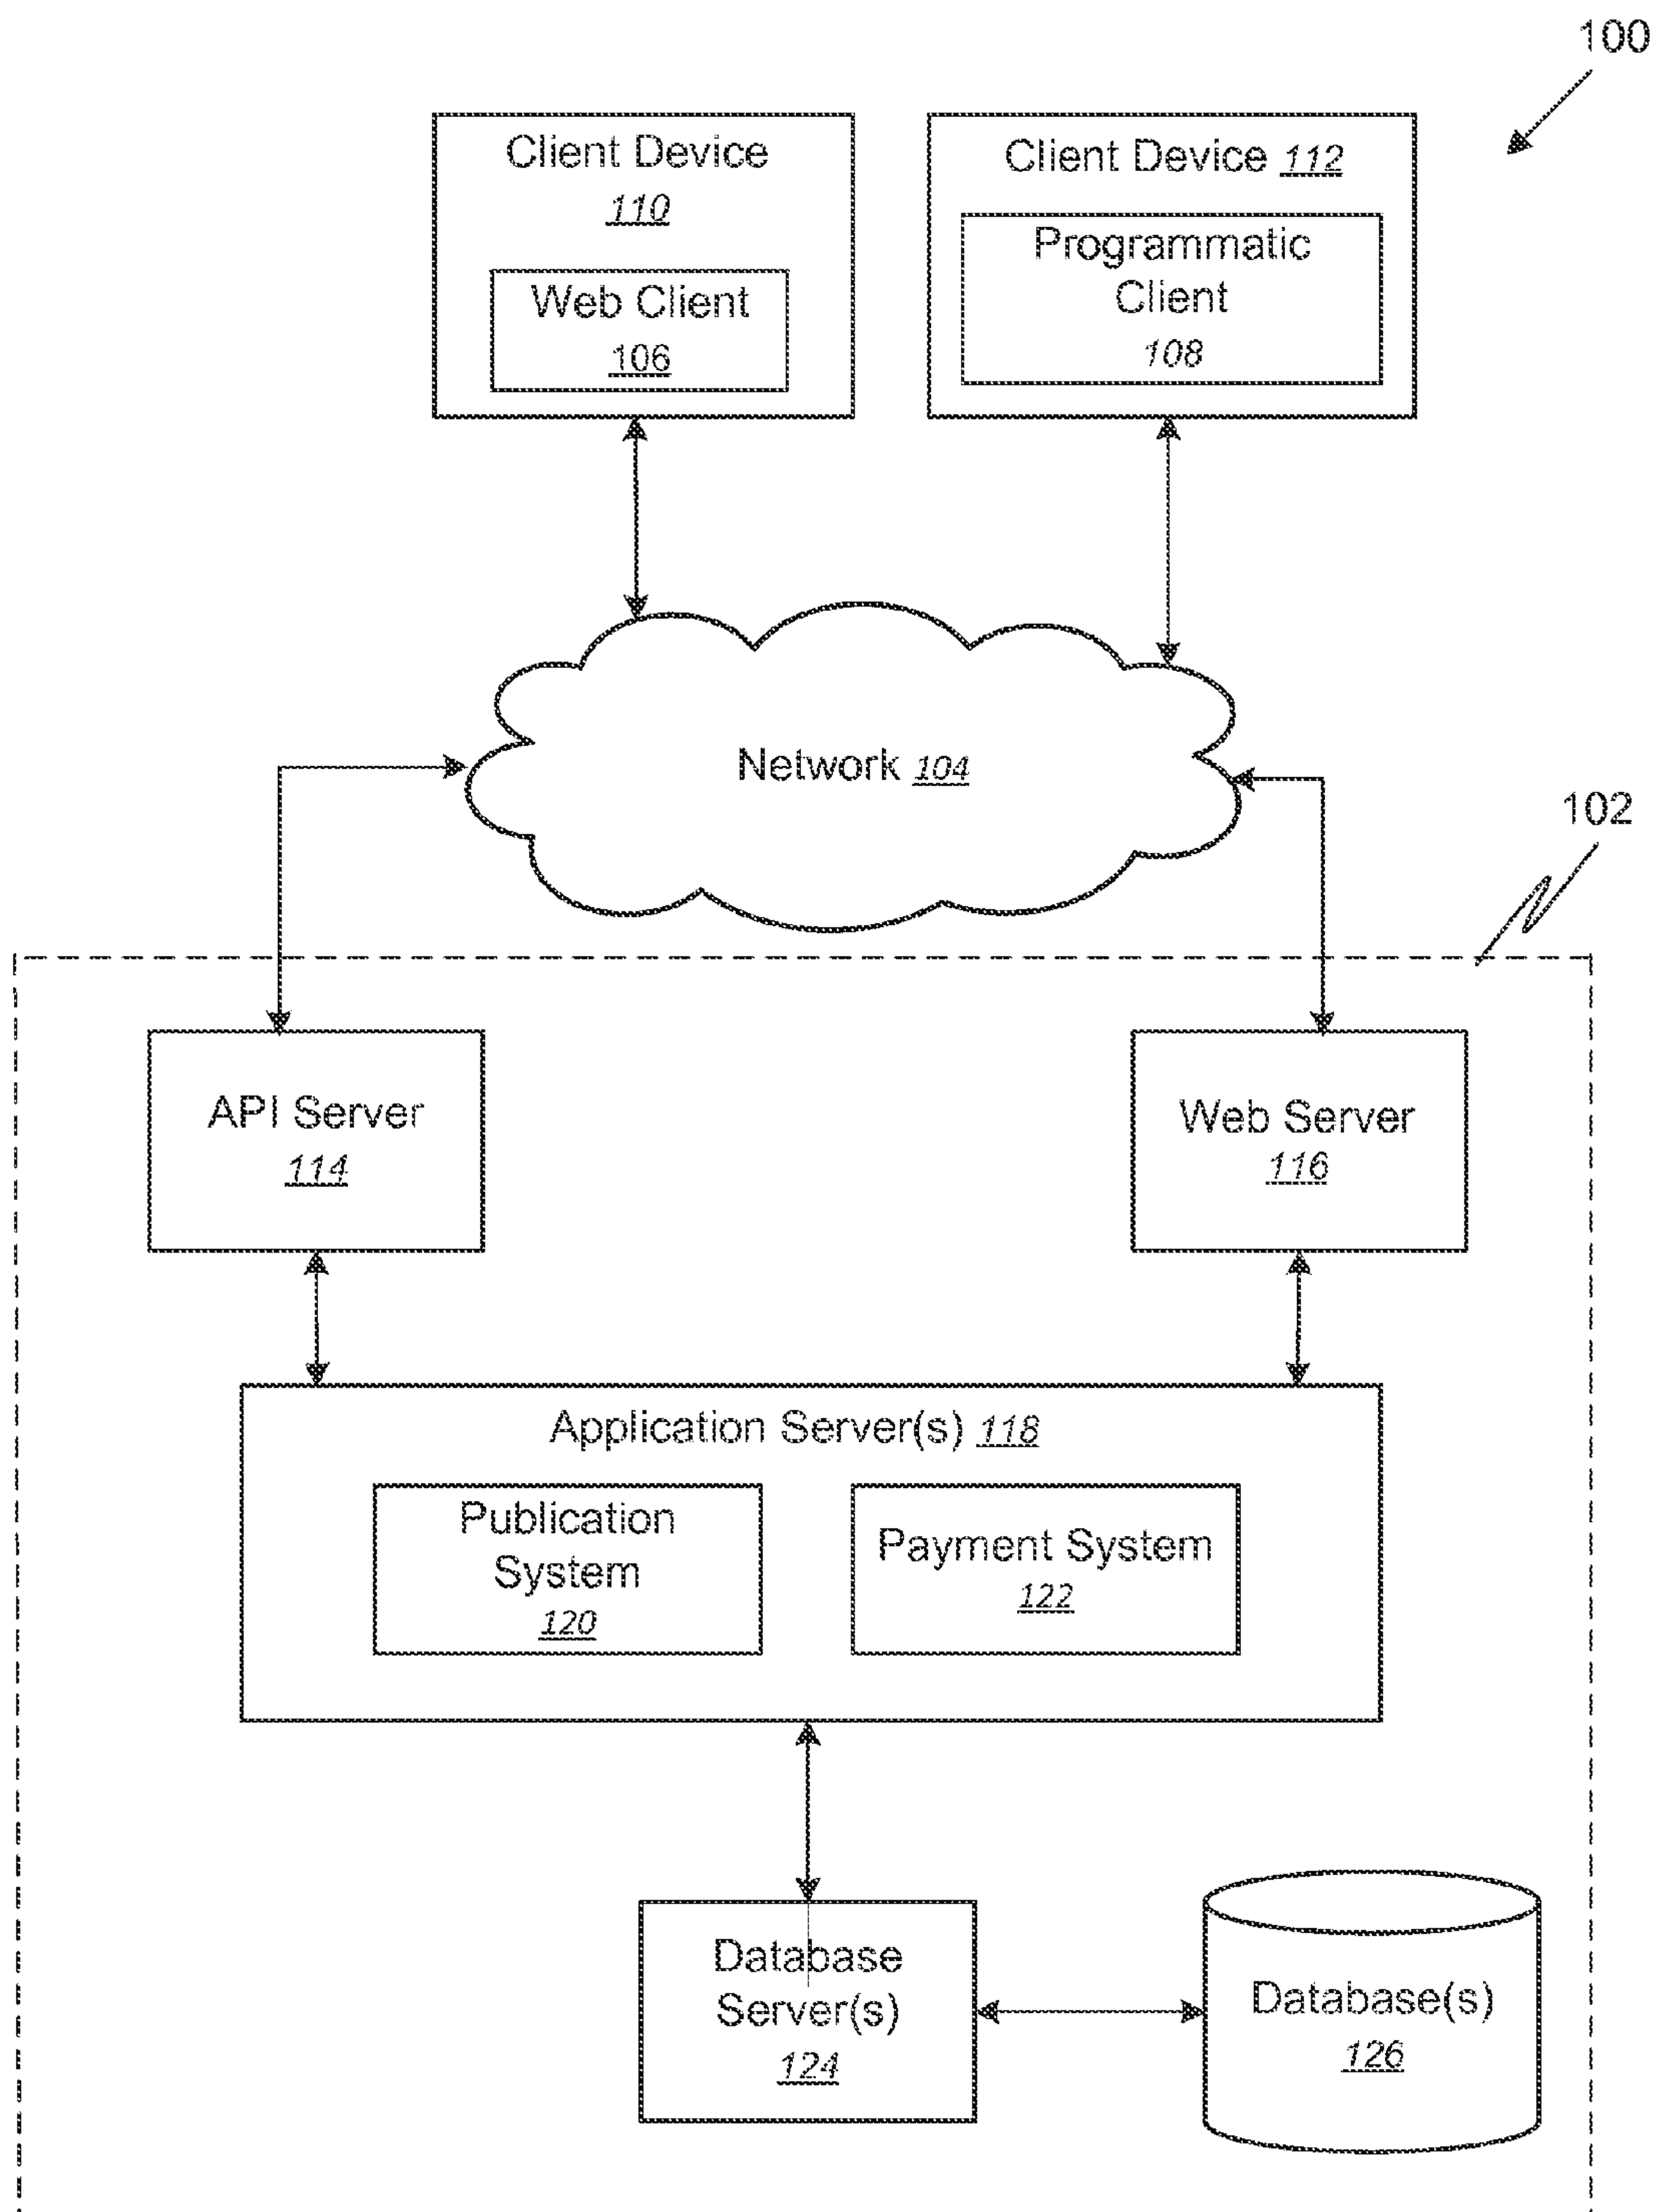 100
Client Device
110
Web Client
106
Client Device 112
Programmatic
Client
108
Network 104
102
API Server
114
Web Server
116
Application Server(s) 118
Publication
System
120
Payment System
122
Database
Server(s)
124
Database(s)
126